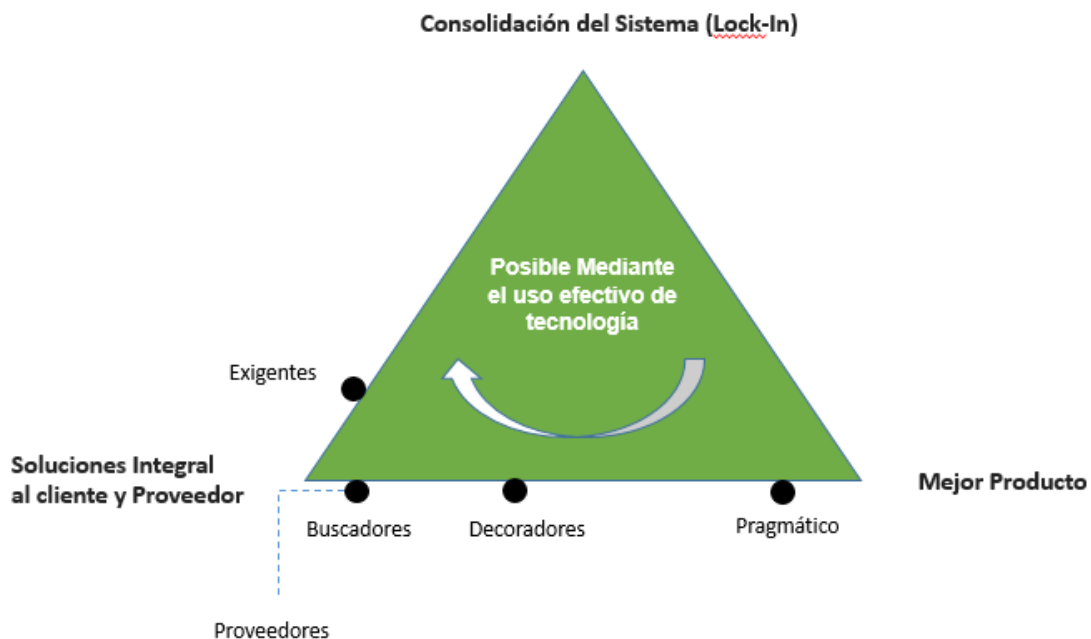 Consolidación del Sistema (Lock-In)
Posible Mediante
el uso efectivo de
tecnología
Exigentes
Soluciones Integral
al cliente y Proveedor
Mejor Producto
Buscadores
Decoradores
Pragmático
Proveedores